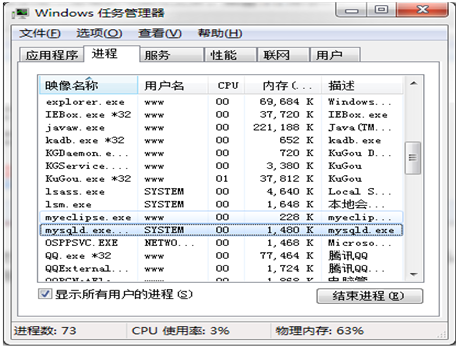 Windows 任务管理器
文件(F) 选项(O) 查看(V) 帮助(H)
应用程序 进程 服务 性能 联网 用户
映像名称 用户名 CPU 内存(... 描述
explorer.exe www 00 69,684 K Windows...
IEBox.exe *32 www 00 37,720 K IEBox.exe
javaw.exe www 00 221,188 K Java(TM...
kadb.exe *32 www 00 652 K kadb.exe
KGDaemon.e... www 00 720 K KuGou D...
KGService.... www 00 3,380 K KuGou
KuGou.exe *32 www 01 37,812 K KuGou
lsass.exe SYSTEM 00 4,640 K Local S...
lsm.exe SYSTEM 00 1,648 K 本地会...
myeclipse.exe www 00 228 K myeclip...
mysqld.exe... SYSTEM 00 1,480 K mysqld.exe
OSPPSVC.EXE NETWO... 00 1,468 K Microso...
QQ.exe *32 www 00 77,464 K 腾讯QQ
QQExternal... www 00 1,724 K 腾讯QQ
显示所有用户的进程(S) 结束进程(E)
进程数: 73 CPU 使用率: 3% 物理内存: 63%